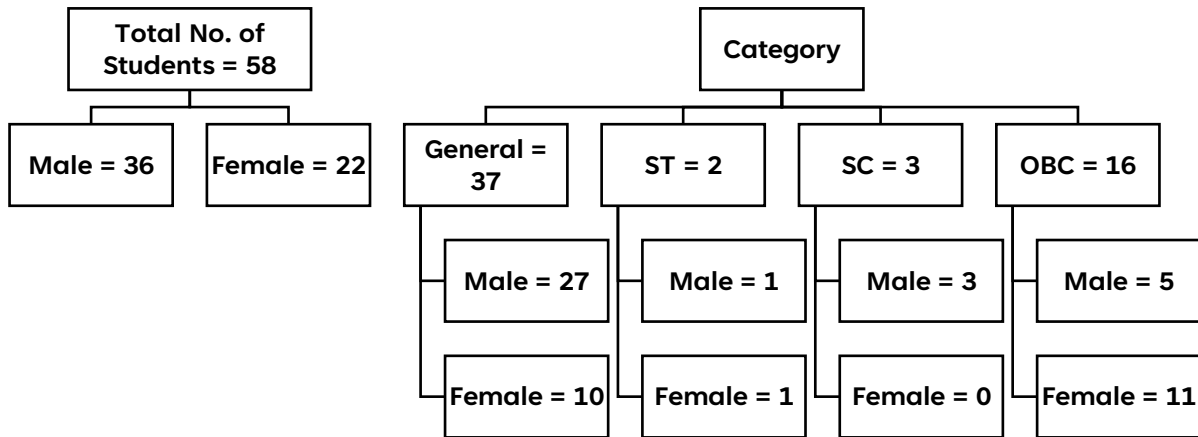 Total No. of
Students = 58
Male = 36
Female = 22
Category
General =
37
ST = 2
SC = 3
OBC = 16
Male = 27
Male = 1
Male = 3
Male = 5
Female = 10
Female = 1
Female = 0
Female = 11